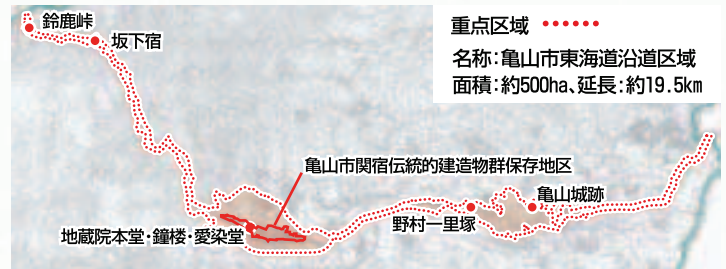 鈴鹿峠
坂下宿
重点区域
名称:亀山市東海道沿道区域
面積:約500ha、延長:約19.5km
亀山市関宿伝統的建造物群保存地区
亀山城跡
野村一里塚
地蔵院本堂・鐘楼・愛染堂